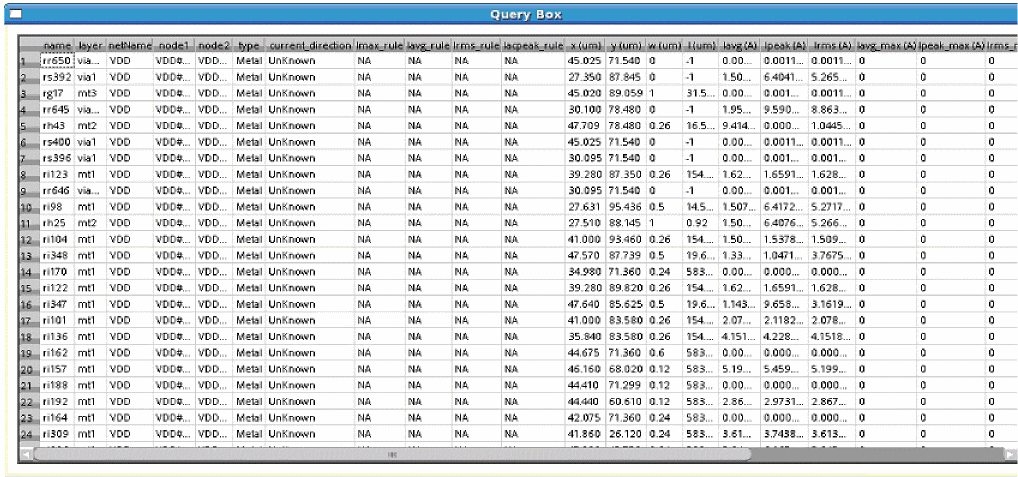 Query Box
name layer netName node1 node2 type current_direction Imax_rule Iavg_rule Irms_rule Iacpeak_rule x (um) y (um) w (um) l (um) Iavg (A) Ipeak (A) Irms (A) Iavg_max (A) Ipeak_max (A) Irms_m
1 rr650 via... VDD VDD#... VDD... Metal UnKnown NA NA NA NA 45.025 71.540 0 -1 0.00... 0.0011... 0.0011... 0 0 0
2 rs392 via1 VDD VDD#... VDD... Metal UnKnown NA NA NA NA 27.350 87.845 0 -1 1.50... 6.4041... 5.265... 0 0 0
3 rg17 mt3 VDD VDD#... VDD... Metal UnKnown NA NA NA NA 45.020 89.059 1 31.5... 0.00... 0.001... 0.0011... 0 0 0
4 rr645 via... VDD VDD#... VDD... Metal UnKnown NA NA NA NA 30.100 78.480 0 -1 1.95... 9.590... 8.863... 0 0 0
5 rh43 mt2 VDD VDD#... VDD... Metal UnKnown NA NA NA NA 47.709 78.480 0.26 16.5... 9.414... 0.000... 1.0445... 0 0 0
6 rs400 via1 VDD VDD#... VDD... Metal UnKnown NA NA NA NA 45.025 71.540 0 -1 0.00... 0.0011... 0.0011... 0 0 0
7 rs396 via1 VDD VDD#... VDD... Metal UnKnown NA NA NA NA 30.095 71.540 0 -1 0.00... 0.001... 0.001... 0 0 0
8 ri123 mt1 VDD VDD#... VDD... Metal UnKnown NA NA NA NA 39.280 87.350 0.26 154.... 1.62... 1.6591... 1.628... 0 0 0
9 rr646 via... VDD VDD#... VDD... Metal UnKnown NA NA NA NA 30.095 71.540 0 -1 0.00... 0.001... 0.001... 0 0 0
10 ri98 mt1 VDD VDD#... VDD... Metal UnKnown NA NA NA NA 27.631 95.436 0.5 14.5... 1.507... 6.4172... 5.2717... 0 0 0
11 rh25 mt2 VDD VDD#... VDD... Metal UnKnown NA NA NA NA 27.510 88.145 1 0.92 1.50... 6.4076... 5.266... 0 0 0
12 ri104 mt1 VDD VDD#... VDD... Metal UnKnown NA NA NA NA 41.000 93.460 0.26 154.... 1.50... 1.5378... 1.509... 0 0 0
13 ri348 mt1 VDD VDD#... VDD... Metal UnKnown NA NA NA NA 47.570 87.739 0.5 19.6... 1.33... 1.0471... 3.7675... 0 0 0
14 ri170 mt1 VDD VDD#... VDD... Metal UnKnown NA NA NA NA 34.980 71.360 0.24 583... 0.00... 0.000... 0.000... 0 0 0
15 ri122 mt1 VDD VDD#... VDD... Metal UnKnown NA NA NA NA 39.280 89.820 0.26 154.... 1.62... 1.6591... 1.628... 0 0 0
16 ri347 mt1 VDD VDD#... VDD... Metal UnKnown NA NA NA NA 47.640 85.625 0.5 19.6... 1.143... 9.658... 3.1619... 0 0 0
17 ri101 mt1 VDD VDD#... VDD... Metal UnKnown NA NA NA NA 41.000 83.580 0.26 154.... 2.07... 2.1182... 2.078... 0 0 0
18 ri136 mt1 VDD VDD#... VDD... Metal UnKnown NA NA NA NA 35.840 83.580 0.26 154.... 4.151... 4.228... 4.1518... 0 0 0
19 ri162 mt1 VDD VDD#... VDD... Metal UnKnown NA NA NA NA 44.675 71.360 0.6 583... 0.00... 0.000... 0.000... 0 0 0
20 ri157 mt1 VDD VDD#... VDD... Metal UnKnown NA NA NA NA 46.160 68.020 0.12 583... 5.19... 5.459... 5.199... 0 0 0
21 ri188 mt1 VDD VDD#... VDD... Metal UnKnown NA NA NA NA 44.410 71.299 0.12 583... 0.00... 0.000... 0.000... 0 0 0
22 ri192 mt1 VDD VDD#... VDD... Metal UnKnown NA NA NA NA 44.440 60.610 0.12 583... 2.86... 2.9731... 2.867... 0 0 0
23 ri164 mt1 VDD VDD#... VDD... Metal UnKnown NA NA NA NA 42.075 71.360 0.24 583... 0.00... 0.000... 0.000... 0 0 0
24 ri309 mt1 VDD VDD#... VDD... Metal UnKnown NA NA NA NA 41.860 26.120 0.24 583... 3.61... 3.7438... 3.613... 0 0 0